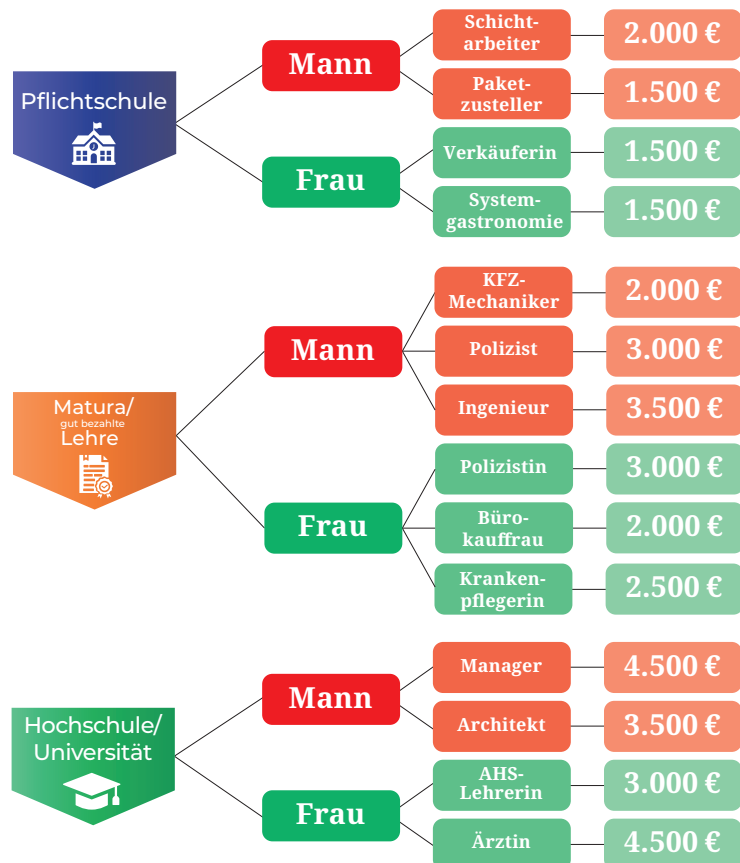 Pflichtschule
Mann
Schicht-
arbeiter
2.000 €
Paket-
zusteller
1.500 €
Frau
Verkäuferin
1.500 €
System-
gastronomie
1.500 €
Matura/
gut bezahlte
Lehre
Mann
KFZ-
Mechaniker
2.000 €
Polizist
3.000 €
Ingenieur
3.500 €
Frau
Polizistin
3.000 €
Büro-
kauffrau
2.000 €
Kranken-
pflegerin
2.500 €
Hochschule/
Universität
Mann
Manager
4.500 €
Architekt
3.500 €
Frau
AHS-
Lehrerin
3.000 €
Ärztin
4.500 €